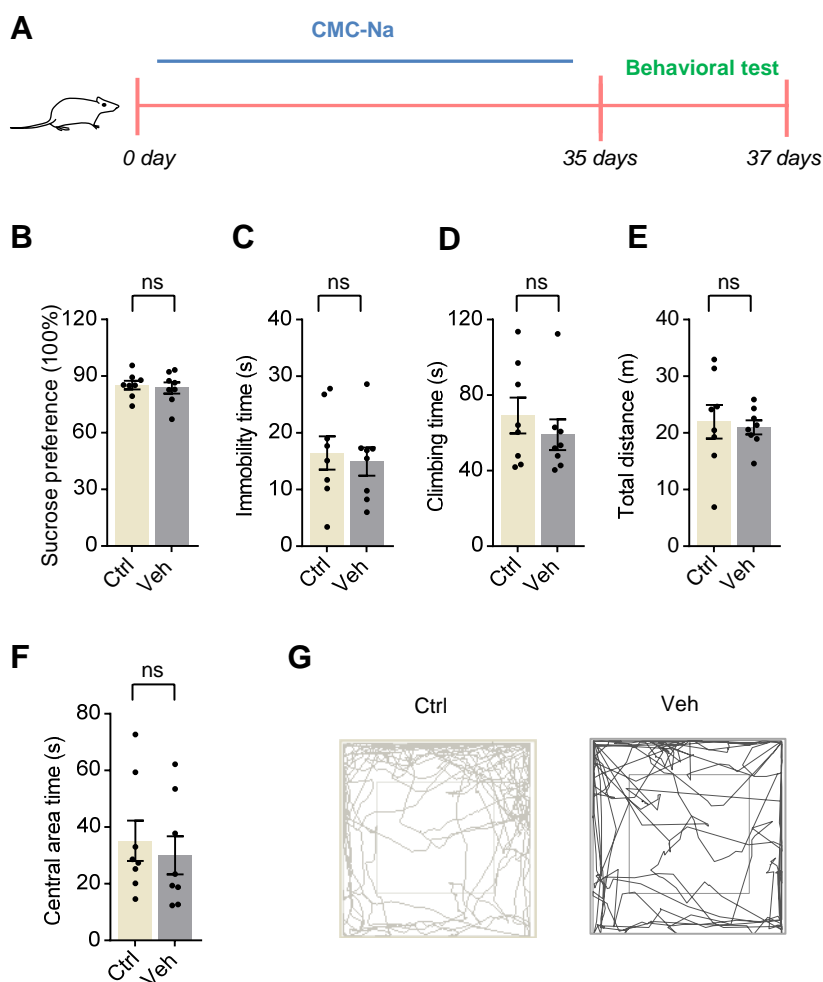 A
CMC-Na
Behavioral test
0 day
35 days
37 days
B
C
D
E
ns
ns
ns
ns
Sucrose preference (100%)
120
90
60
30
0
Ctrl
Veh
Immobility time (s)
40
30
20
10
0
Ctrl
Veh
Climbing time (s)
120
80
40
0
Ctrl
Veh
Total distance (m)
40
30
20
10
0
Ctrl
Veh
F
G
ns
Central area time (s)
80
60
40
20
0
Ctrl
Veh
Ctrl
Veh